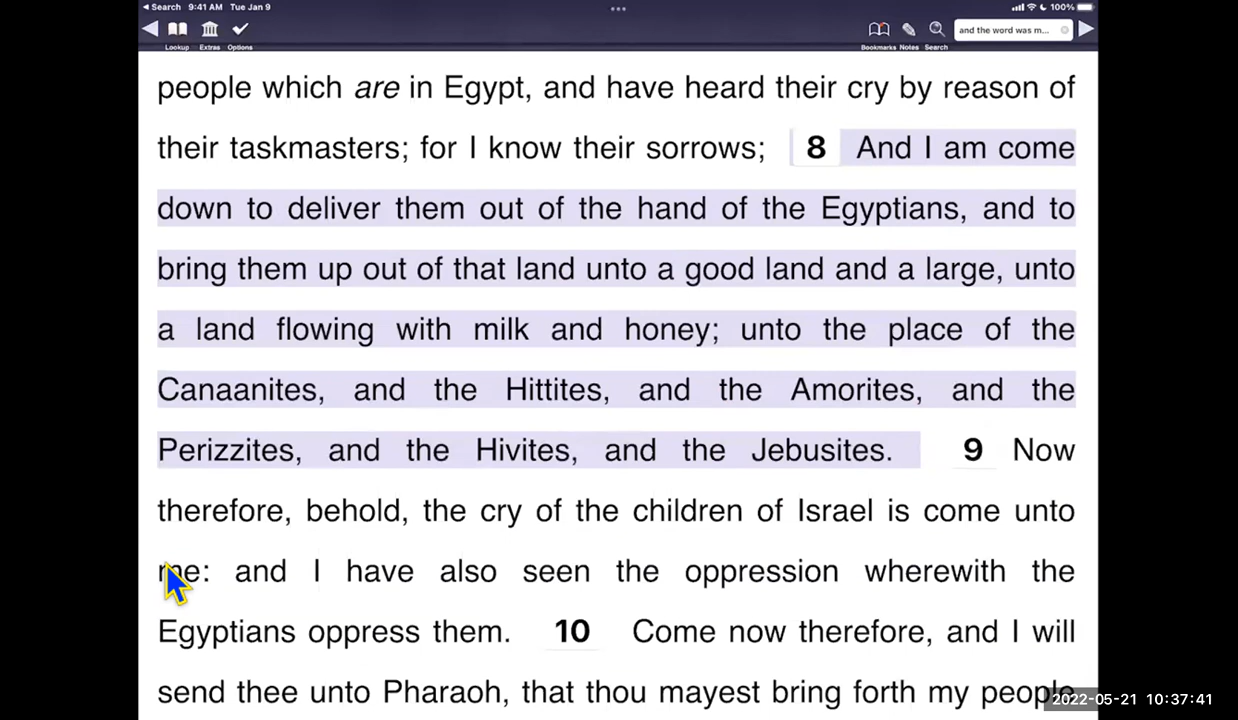 Search 9:41 AM Tue Jan 9 100%
and the word was m...
Lookup Extras Options Bookmarks Notes Search
people which are in Egypt, and have heard their cry by reason of
their taskmasters; for I know their sorrows; 8 And I am come
down to deliver them out of the hand of the Egyptians, and to
bring them up out of that land unto a good land and a large, unto
a land flowing with milk and honey; unto the place of the
Canaanites, and the Hittites, and the Amorites, and the
Perizzites, and the Hivites, and the Jebusites. 9 Now
therefore, behold, the cry of the children of Israel is come unto
me: and I have also seen the oppression wherewith the
Egyptians oppress them. 10 Come now therefore, and I will
send thee unto Pharaoh, that thou mayest bring forth my people
2022-05-21 10:37:41